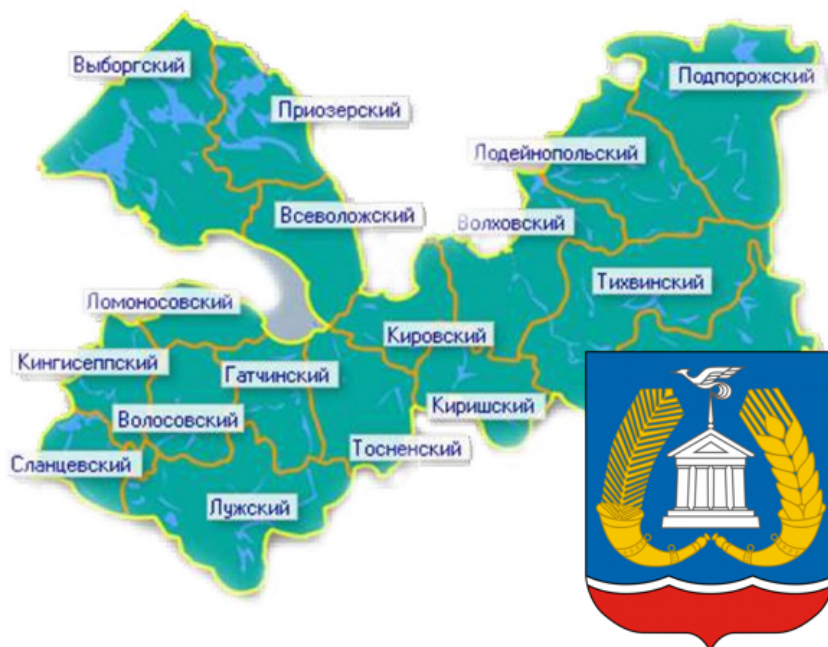 Выборгский
Подпорожский
Приозерский
Лодейнопольский
Всеволожский
Волховский
Тихвинский
Ломоносовский
Кировский
Кингисеппский
Гатчинский
Киришский
Волосовский
Тосненский
Сланцевский
Лужский